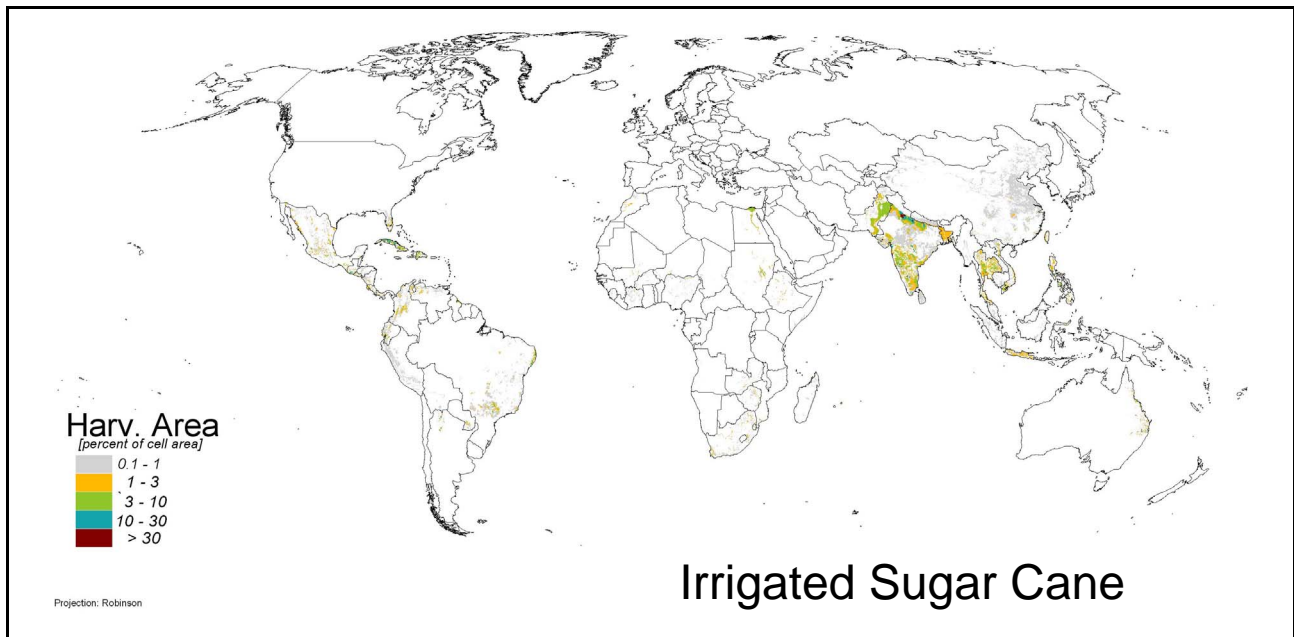 Harv. Area
[percent of cell area]
0.1 - 1
1 - 3
3 - 10
10 - 30
> 30
Projection: Robinson
Irrigated Sugar Cane